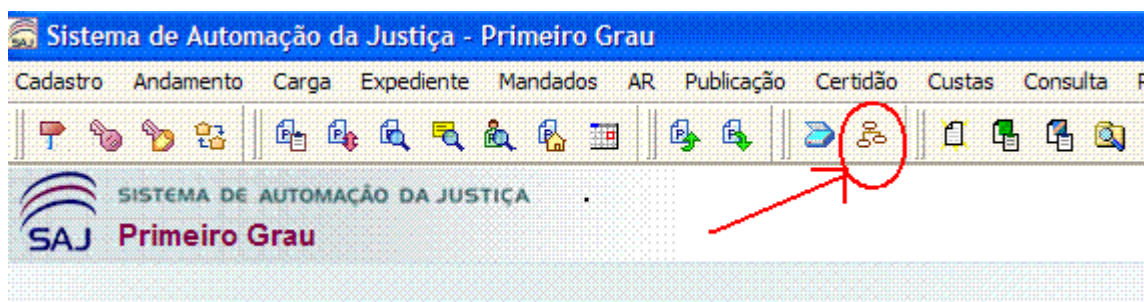 Sistema de Automação da Justiça - Primeiro Grau
Cadastro Andamento Carga Expediente Mandados AR Publicação Certidão Custas Consulta
SISTEMA DE AUTOMAÇÃO DA JUSTIÇA .
SAJ Primeiro Grau